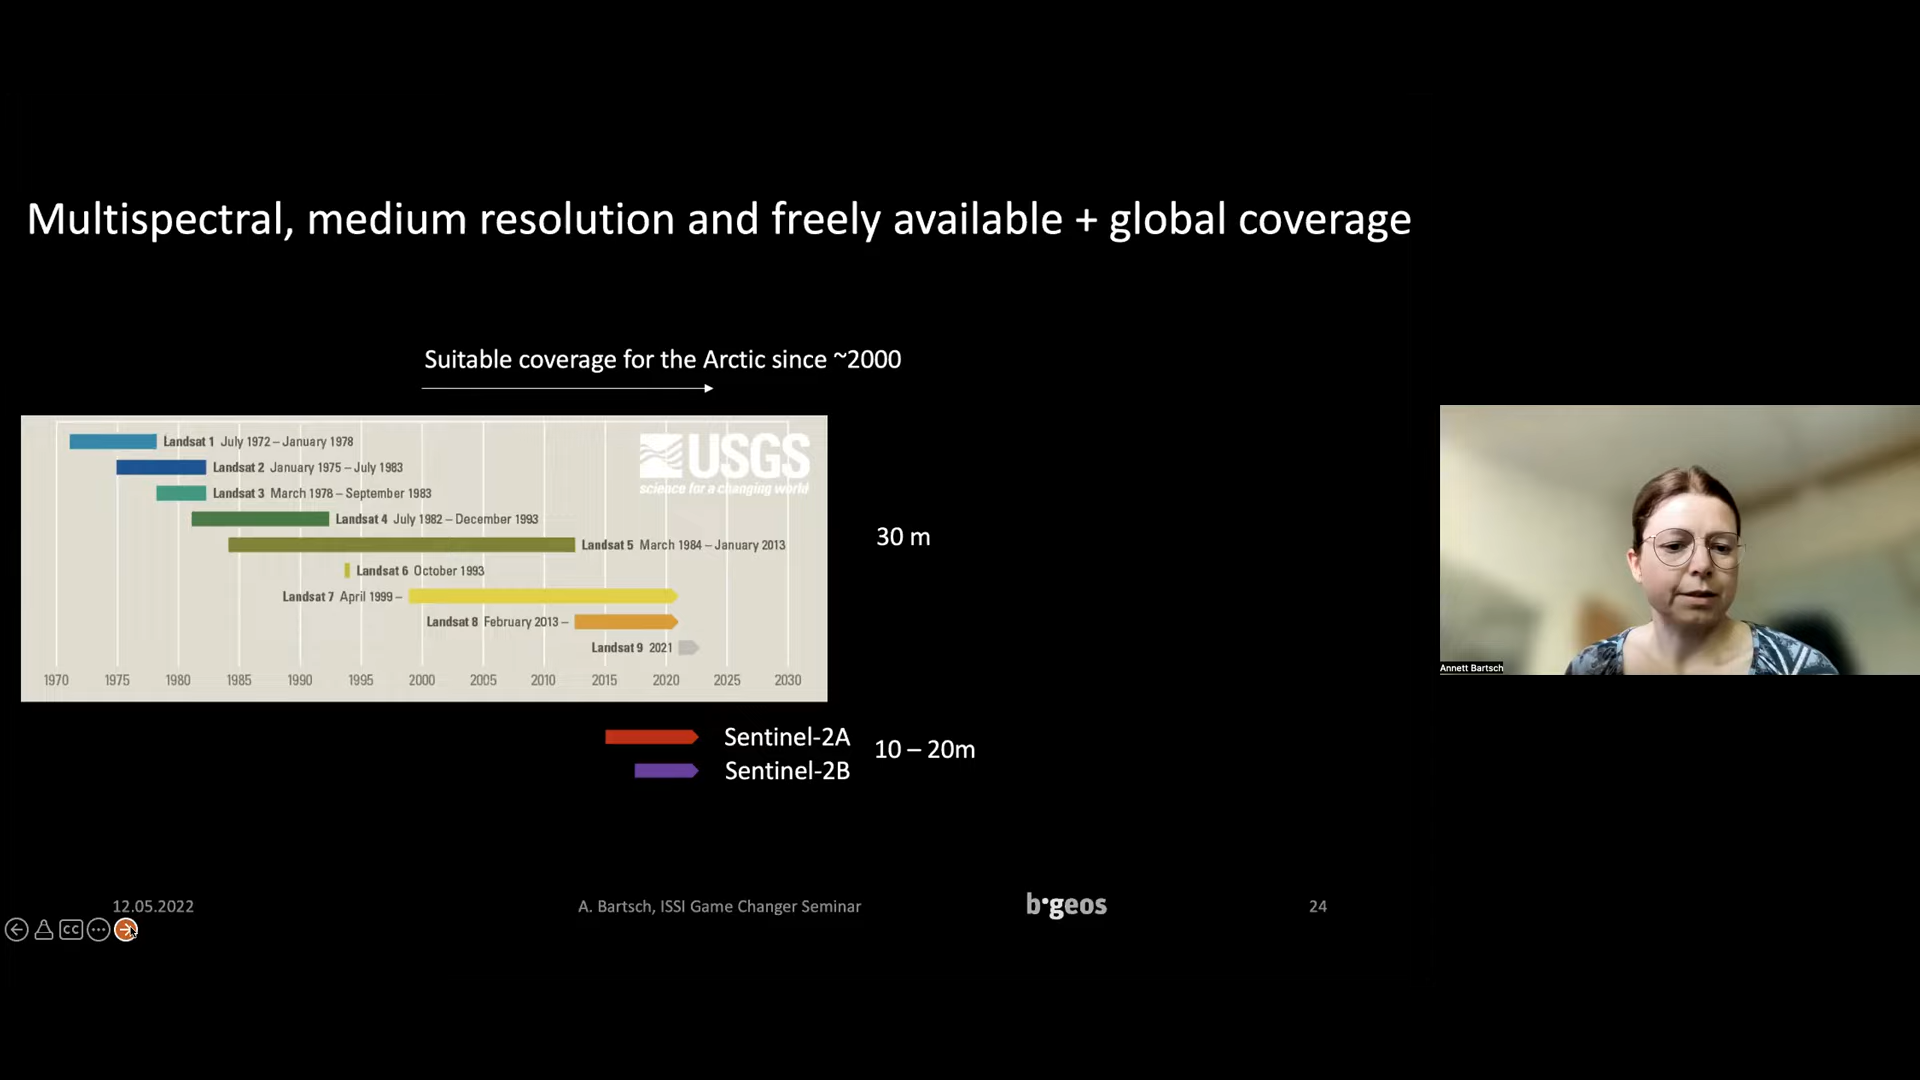 Multispectral, medium resolution and freely available + global coverage
Suitable coverage for the Arctic since ~2000
Landsat 1 July 1972 – January 1978
USGS
science for a changing world
Landsat 2 January 1975 – July 1983
Landsat 3 March 1978 – September 1983
Landsat 4 July 1982 – December 1993
Landsat 5 March 1984 – January 2013
Landsat 6 October 1993
Landsat 7 April 1999 –
Landsat 8 February 2013 –
Landsat 9 2021
1970 1975 1980 1985 1990 1995 2000 2005 2010 2015 2020 2025 2030
30 m
Sentinel-2A
Sentinel-2B
10 – 20m
Annett Bartsch
12.05.2022
A. Bartsch, ISSI Game Changer Seminar
b·geos
24
CC